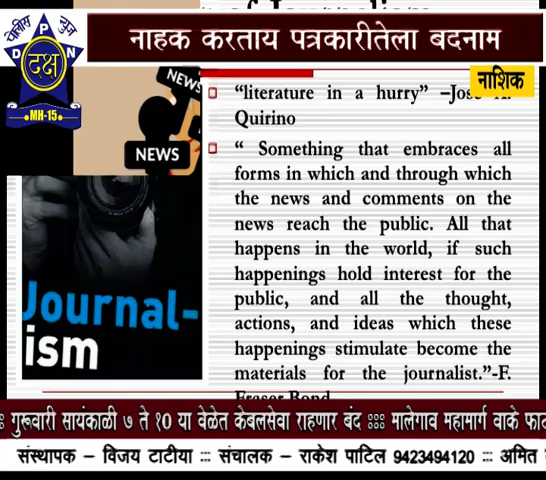 of Journalism
पोलीस
न्युज
D P N
दक्ष
MH-15
नाहक करताय पत्रकारीतेला बदनाम
नाशिक
NEWS
NEWS
Journal-
ism
“literature in a hurry” –Jose A.
Quirino
“ Something that embraces all
forms in which and through which
the news and comments on the
news reach the public. All that
happens in the world, if such
happenings hold interest for the
public, and all the thought,
actions, and ideas which these
happenings stimulate become the
materials for the journalist.”-F.
Fraser Bond
गुरूवारी सायंकाळी ७ ते १० या वेळेत केबलसेवा राहणार बंद :::: मालेगाव महामार्ग वाके फाट
संस्थापक – विजय टाटीया ::: संचालक – राकेश पाटिल 9423494120 ::: अमित